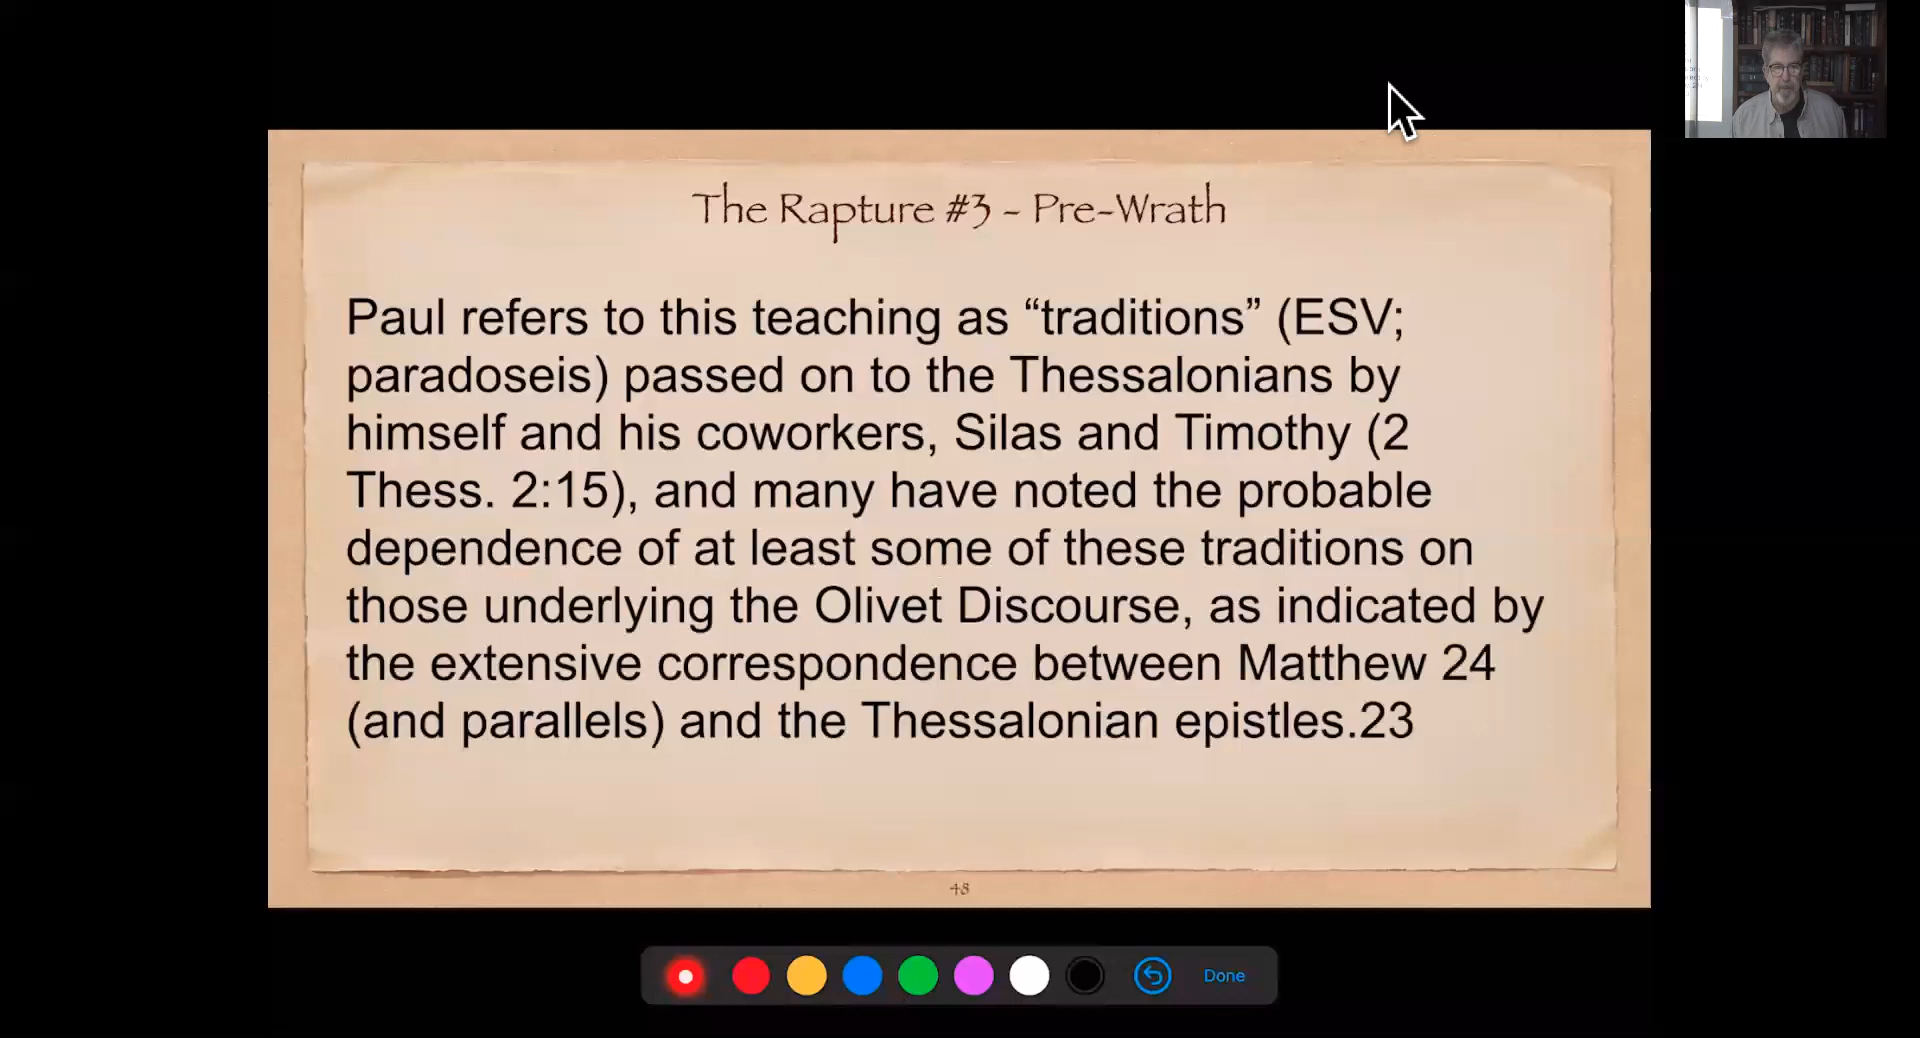 The Rapture #3 - Pre-Wrath
Paul refers to this teaching as “traditions” (ESV;
paradoseis) passed on to the Thessalonians by
himself and his coworkers, Silas and Timothy (2
Thess. 2:15), and many have noted the probable
dependence of at least some of these traditions on
those underlying the Olivet Discourse, as indicated by
the extensive correspondence between Matthew 24
(and parallels) and the Thessalonian epistles.23
48
Done